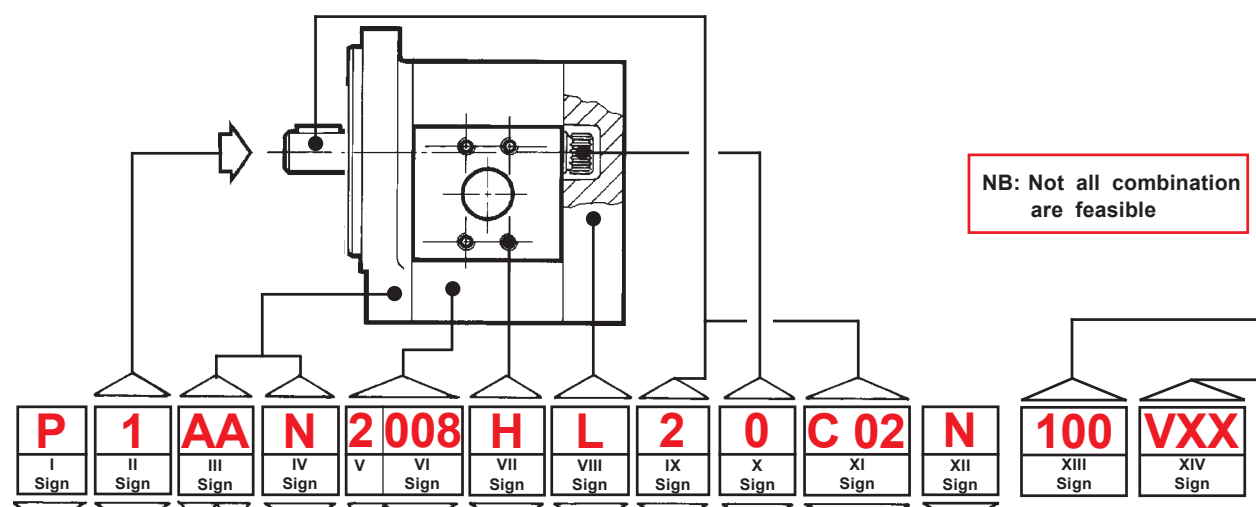 NB: Not all combination
are feasible
P 1 AA N 2 008 H L 2 0 C 02 N 100 VXX
I II III IV V VI VII VIII IX X XI XII XIII XIV
Sign Sign Sign Sign Sign Sign Sign Sign Sign Sign Sign Sign Sign